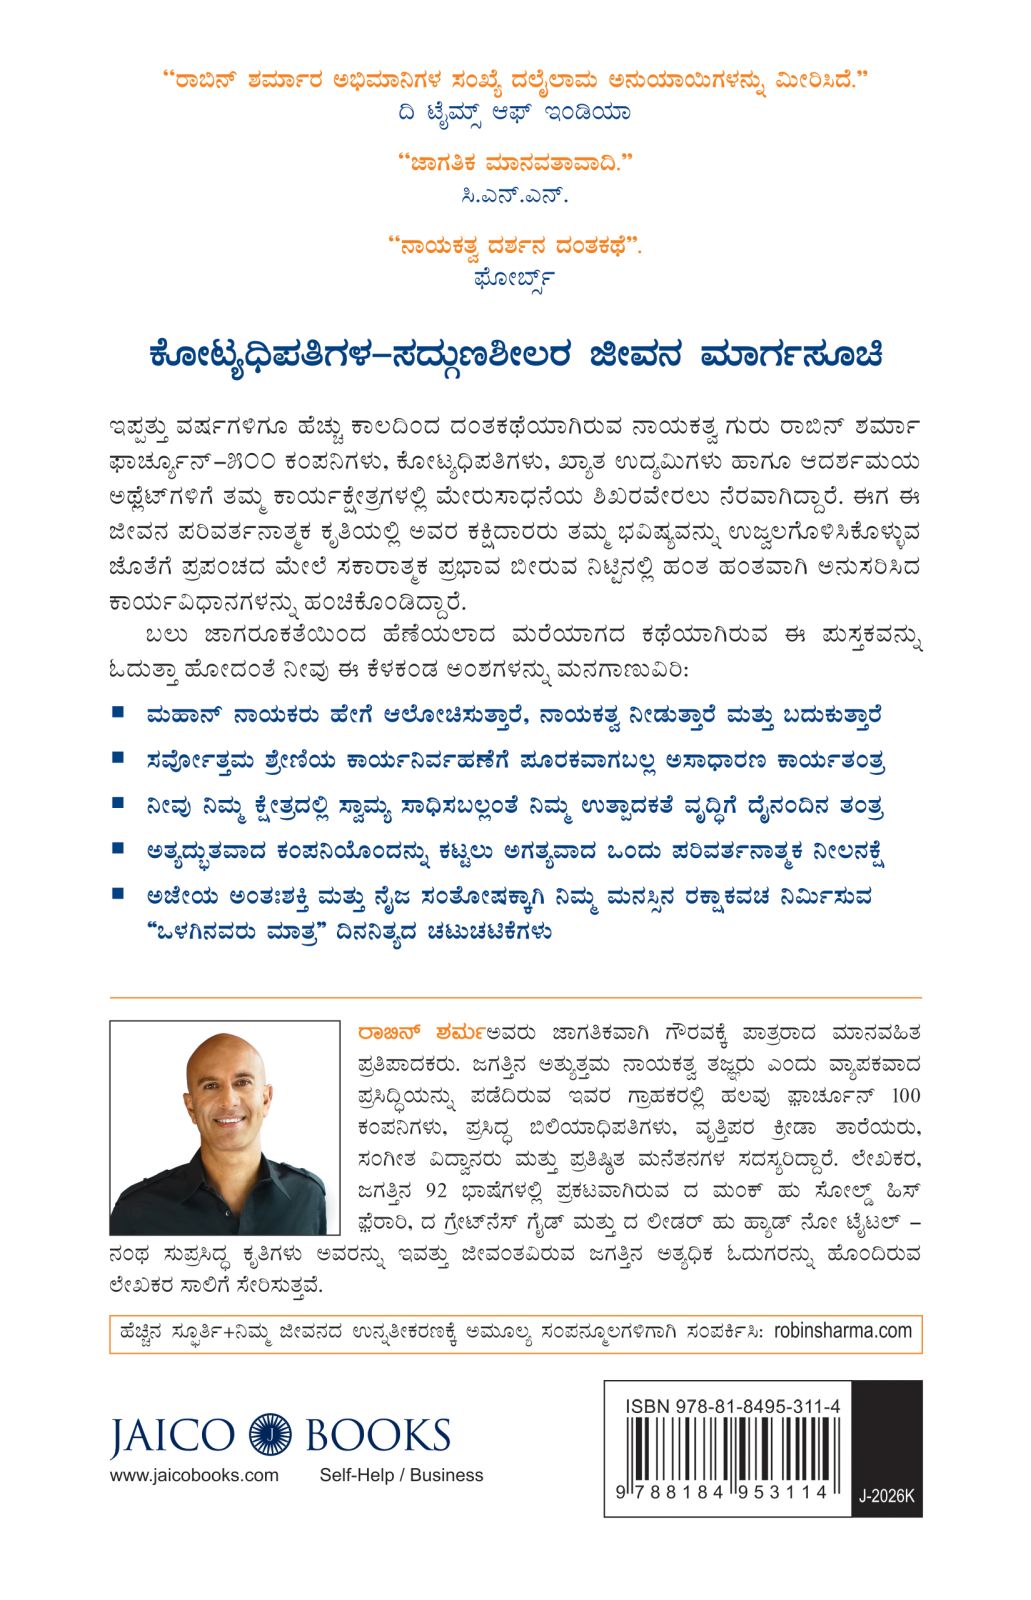 “ರಾಬಿನ್ ಶರ್ಮಾರ ಅಭಿಮಾನಿಗಳ ಸಂಖ್ಯೆ ದಲೈಲಾಮ ಅನುಯಾಯಿಗಳನ್ನು ಮೀರಿಸಿದೆ.”
ದಿ ಟೈಮ್ಸ್ ಆಫ್ ಇಂಡಿಯಾ
“ಜಾಗತಿಕ ಮಾನವತಾವಾದಿ.”
ಸಿ.ಎನ್.ಎನ್.
“ನಾಯಕತ್ವ ದರ್ಶನ ದಂತಕಥೆ”.
ಫೋರ್ಬ್ಸ್
ಕೋಟ್ಯಧಿಪತಿಗಳ–ಸದ್ಗುಣಶೀಲರ ಜೀವನ ಮಾರ್ಗಸೂಚಿ
ಇಪ್ಪತ್ತು ವರ್ಷಗಳಿಗೂ ಹೆಚ್ಚು ಕಾಲದಿಂದ ದಂತಕಥೆಯಾಗಿರುವ ನಾಯಕತ್ವ ಗುರು ರಾಬಿನ್ ಶರ್ಮಾ
ಫಾರ್ಚ್ಯೂನ್–೫೦೦ ಕಂಪನಿಗಳು, ಕೋಟ್ಯಧಿಪತಿಗಳು, ಖ್ಯಾತ ಉದ್ಯಮಿಗಳು ಹಾಗೂ ಆದರ್ಶಮಯ
ಅಥ್ಲೆಟ್‌ಗಳಿಗೆ ತಮ್ಮ ಕಾರ್ಯಕ್ಷೇತ್ರಗಳಲ್ಲಿ ಮೇರುಸಾಧನೆಯ ಶಿಖರವೇರಲು ನೆರವಾಗಿದ್ದಾರೆ. ಈಗ ಈ
ಜೀವನ ಪರಿವರ್ತನಾತ್ಮಕ ಕೃತಿಯಲ್ಲಿ ಅವರ ಕಕ್ಷಿದಾರರು ತಮ್ಮ ಭವಿಷ್ಯವನ್ನು ಉಜ್ವಲಗೊಳಿಸಿಕೊಳ್ಳುವ
ಜೊತೆಗೆ ಪ್ರಪಂಚದ ಮೇಲೆ ಸಕಾರಾತ್ಮಕ ಪ್ರಭಾವ ಬೀರುವ ನಿಟ್ಟಿನಲ್ಲಿ ಹಂತ ಹಂತವಾಗಿ ಅನುಸರಿಸಿದ
ಕಾರ್ಯವಿಧಾನಗಳನ್ನು ಹಂಚಿಕೊಂಡಿದ್ದಾರೆ.
ಬಲು ಜಾಗರೂಕತೆಯಿಂದ ಹೆಣೆಯಲಾದ ಮರೆಯಾಗದ ಕಥೆಯಾಗಿರುವ ಈ ಪುಸ್ತಕವನ್ನು
ಓದುತ್ತಾ ಹೋದಂತೆ ನೀವು ಈ ಕೆಳಕಂಡ ಅಂಶಗಳನ್ನು ಮನಗಾಣುವಿರಿ:
■ ಮಹಾನ್ ನಾಯಕರು ಹೇಗೆ ಆಲೋಚಿಸುತ್ತಾರೆ, ನಾಯಕತ್ವ ನೀಡುತ್ತಾರೆ ಮತ್ತು ಬದುಕುತ್ತಾರೆ
■ ಸರ್ವೋತ್ತಮ ಶ್ರೇಣಿಯ ಕಾರ್ಯನಿರ್ವಹಣೆಗೆ ಪೂರಕವಾಗಬಲ್ಲ ಅಸಾಧಾರಣ ಕಾರ್ಯತಂತ್ರ
■ ನೀವು ನಿಮ್ಮ ಕ್ಷೇತ್ರದಲ್ಲಿ ಸ್ವಾಮ್ಯ ಸಾಧಿಸಬಲ್ಲಂತೆ ನಿಮ್ಮ ಉತ್ಪಾದಕತೆ ವೃದ್ಧಿಗೆ ದೈನಂದಿನ ತಂತ್ರ
■ ಅತ್ಯದ್ಭುತವಾದ ಕಂಪನಿಯೊಂದನ್ನು ಕಟ್ಟಲು ಅಗತ್ಯವಾದ ಒಂದು ಪರಿವರ್ತನಾತ್ಮಕ ನೀಲನಕ್ಷೆ
■ ಅಜೇಯ ಅಂತಃಶಕ್ತಿ ಮತ್ತು ನೈಜ ಸಂತೋಷಕ್ಕಾಗಿ ನಿಮ್ಮ ಮನಸ್ಸಿನ ರಕ್ಷಾಕವಚ ನಿರ್ಮಿಸುವ
“ಒಳಗಿನವರು ಮಾತ್ರ” ದಿನನಿತ್ಯದ ಚಟುಚಟಿಕೆಗಳು
ರಾಬಿನ್ ಶರ್ಮ ಅವರು ಜಾಗತಿಕವಾಗಿ ಗೌರವಕ್ಕೆ ಪಾತ್ರರಾದ ಮಾನವಹಿತ
ಪ್ರತಿಪಾದಕರು. ಜಗತ್ತಿನ ಅತ್ಯುತ್ತಮ ನಾಯಕತ್ವ ತಜ್ಞರು ಎಂದು ವ್ಯಾಪಕವಾದ
ಪ್ರಸಿದ್ಧಿಯನ್ನು ಪಡೆದಿರುವ ಇವರ ಗ್ರಾಹಕರಲ್ಲಿ ಹಲವು ಫ಼ಾರ್ಚೂನ್ 100
ಕಂಪನಿಗಳು, ಪ್ರಸಿದ್ಧ ಬಿಲಿಯಾಧಿಪತಿಗಳು, ವೃತ್ತಿಪರ ಕ್ರೀಡಾ ತಾರೆಯರು,
ಸಂಗೀತ ವಿದ್ವಾನರು ಮತ್ತು ಪ್ರತಿಷ್ಠಿತ ಮನೆತನಗಳ ಸದಸ್ಯರಿದ್ದಾರೆ. ಲೇಖಕರ,
ಜಗತ್ತಿನ 92 ಭಾಷೆಗಳಲ್ಲಿ ಪ್ರಕಟವಾಗಿರುವ ದ ಮಂಕ್ ಹು ಸೋಲ್ಡ್ ಹಿಸ್
ಫ಼ೆರಾರಿ, ದ ಗ್ರೇಟ್‌ನೆಸ್ ಗೈಡ್ ಮತ್ತು ದ ಲೀಡರ್ ಹು ಹ್ಯಾಡ್ ನೋ ಟೈಟಲ್ –
ನಂಥ ಸುಪ್ರಸಿದ್ಧ ಕೃತಿಗಳು ಅವರನ್ನು ಇವತ್ತು ಜೀವಂತವಿರುವ ಜಗತ್ತಿನ ಅತ್ಯಧಿಕ ಓದುಗರನ್ನು ಹೊಂದಿರುವ
ಲೇಖಕರ ಸಾಲಿಗೆ ಸೇರಿಸುತ್ತವೆ.
ಹೆಚ್ಚಿನ ಸ್ಫೂರ್ತಿ+ನಿಮ್ಮ ಜೀವನದ ಉನ್ನತೀಕರಣಕ್ಕೆ ಅಮೂಲ್ಯ ಸಂಪನ್ಮೂಲಗಳಿಗಾಗಿ ಸಂಪರ್ಕಿಸಿ: robinsharma.com
ISBN 978-81-8495-311-4
JAICO J BOOKS
www.jaicobooks.com Self-Help / Business
9 788184 953114
J-2026K